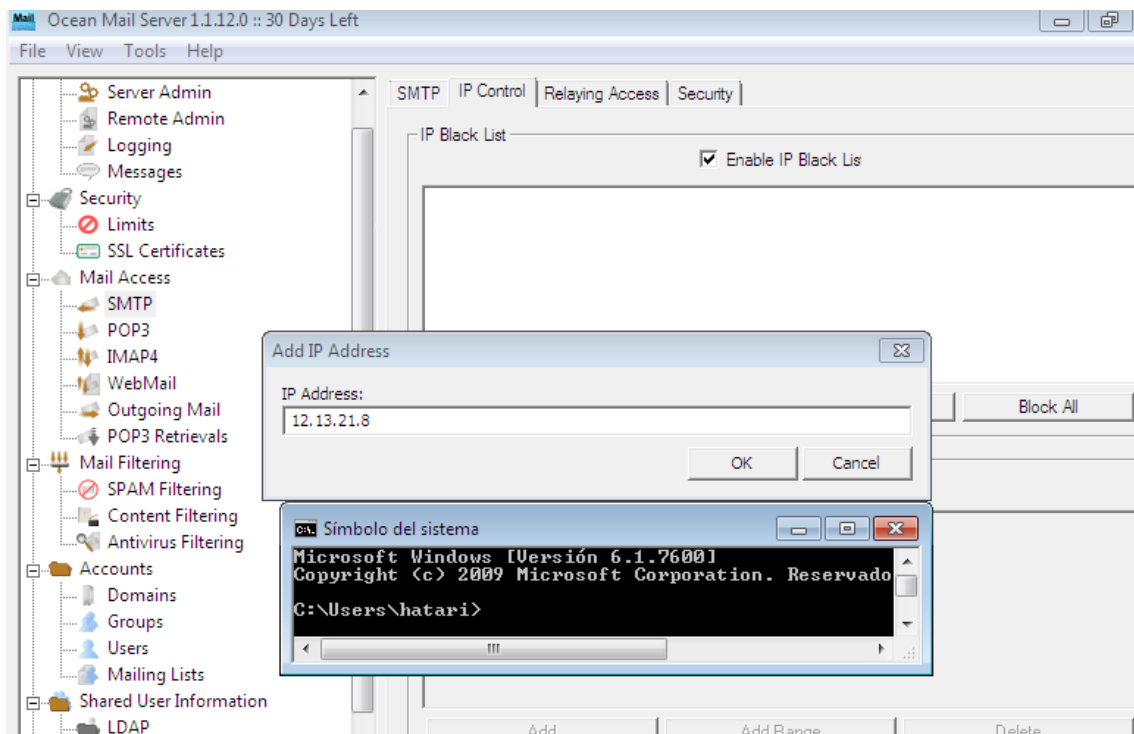 Mail Ocean Mail Server 1.1.12.0 :: 30 Days Left
File View Tools Help
Server Admin
Remote Admin
Logging
Messages
Security
Limits
SSL Certificates
Mail Access
SMTP
POP3
IMAP4
WebMail
Outgoing Mail
POP3 Retrievals
Mail Filtering
SPAM Filtering
Content Filtering
Antivirus Filtering
Accounts
Domains
Groups
Users
Mailing Lists
Shared User Information
LDAP
SMTP IP Control Relaying Access Security
IP Black List
Enable IP Black Lis
Block All
Add IP Address
IP Address:
12.13.21.8
OK Cancel
C:\. Símbolo del sistema
Microsoft Windows [Versión 6.1.7600]
Copyright (c) 2009 Microsoft Corporation. Reservado
C:\Users\hatari>
Add Add Range Delete